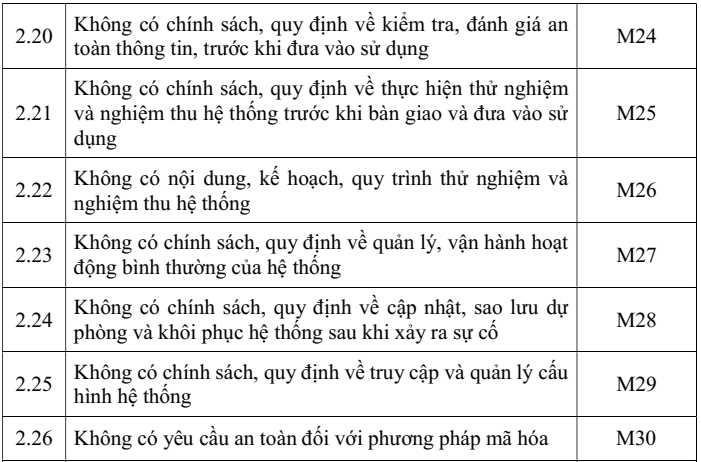 2.20 Không có chính sách, quy định về kiểm tra, đánh giá an M24
toàn thông tin, trước khi đưa vào sử dụng
Không có chính sách, quy định về thực hiện thử nghiệm
2.21 và nghiệm thu hệ thống trước khi bàn giao và đưa vào sử M25
dụng
2.22 Không có nội dung, kế hoạch, quy trình thử nghiệm và M26
nghiệm thu hệ thống
2.23 Không có chính sách, quy định về quản lý, vận hành hoạt M27
động bình thường của hệ thống
2.24 Không có chính sách, quy định về cập nhật, sao lưu dự M28
phòng và khôi phục hệ thống sau khi xảy ra sự cố
2.25 Không có chính sách, quy định về truy cập và quản lý cấu M29
hình hệ thống
2.26 Không có yêu cầu an toàn đối với phương pháp mã hóa M30